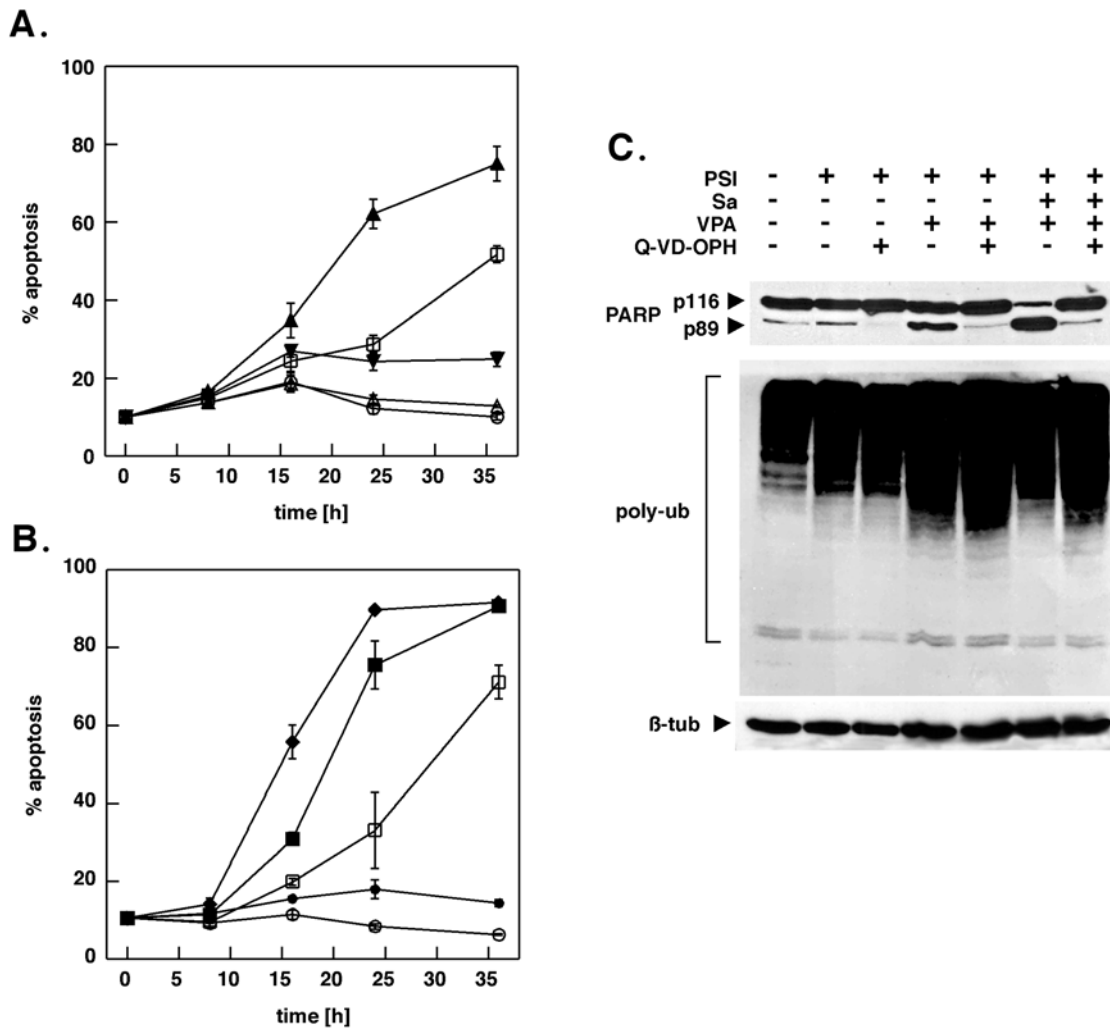 A.
100
80
60
40
20
0
% apoptosis
0 5 10 15 20 25 30 35
time [h]
B.
100
80
60
40
20
0
% apoptosis
0 5 10 15 20 25 30 35
time [h]
C.
PSI - + + + + + +
Sa - - - - - + +
VPA - - - + + + +
Q-VD-OPH - - + - + - +
PARP
p116
p89
poly-ub
ß-tub